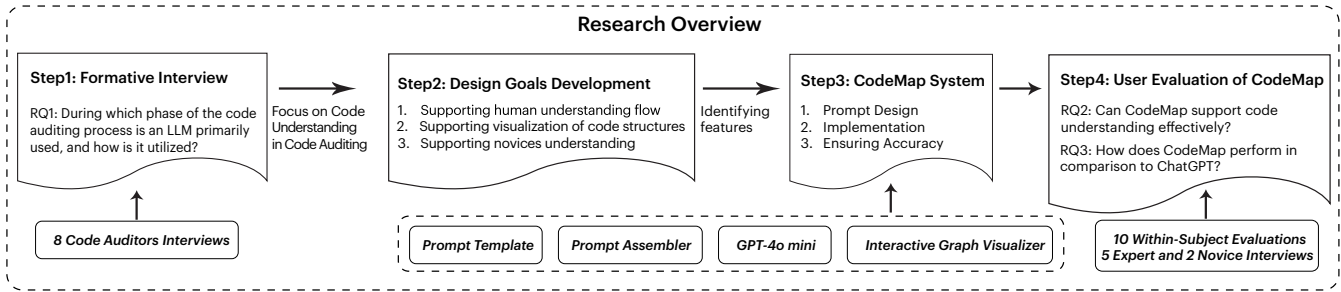 Research Overview
Step1: Formative Interview
RQ1: During which phase of the code
auditing process is an LLM primarily
used, and how is it utilized?
8 Code Auditors Interviews
Focus on Code
Understanding
in Code Auditing
Step2: Design Goals Development
1. Supporting human understanding flow
2. Supporting visualization of code structures
3. Supporting novices understanding
Identifying
features
Step3: CodeMap System
1. Prompt Design
2. Implementation
3. Ensuring Accuracy
Prompt Template
Prompt Assembler
GPT-4o mini
Interactive Graph Visualizer
Step4: User Evaluation of CodeMap
RQ2: Can CodeMap support code
understanding effectively?
RQ3: How does CodeMap perform in
comparison to ChatGPT?
10 Within-Subject Evaluations
5 Expert and 2 Novice Interviews